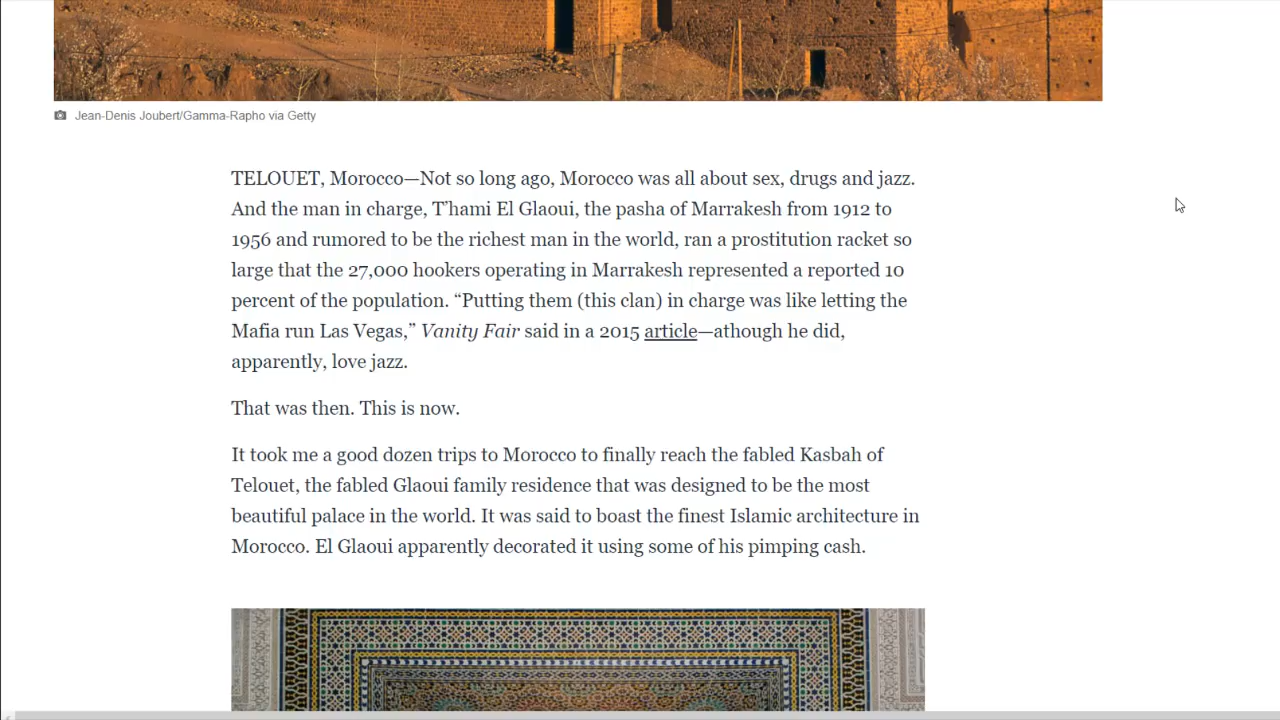 Jean-Denis Joubert/Gamma-Rapho via Getty
TELOUET, Morocco—Not so long ago, Morocco was all about sex, drugs and jazz.
And the man in charge, T’hami El Glaoui, the pasha of Marrakesh from 1912 to
1956 and rumored to be the richest man in the world, ran a prostitution racket so
large that the 27,000 hookers operating in Marrakesh represented a reported 10
percent of the population. “Putting them (this clan) in charge was like letting the
Mafia run Las Vegas,” Vanity Fair said in a 2015 article—athough he did,
apparently, love jazz.
That was then. This is now.
It took me a good dozen trips to Morocco to finally reach the fabled Kasbah of
Telouet, the fabled Glaoui family residence that was designed to be the most
beautiful palace in the world. It was said to boast the finest Islamic architecture in
Morocco. El Glaoui apparently decorated it using some of his pimping cash.